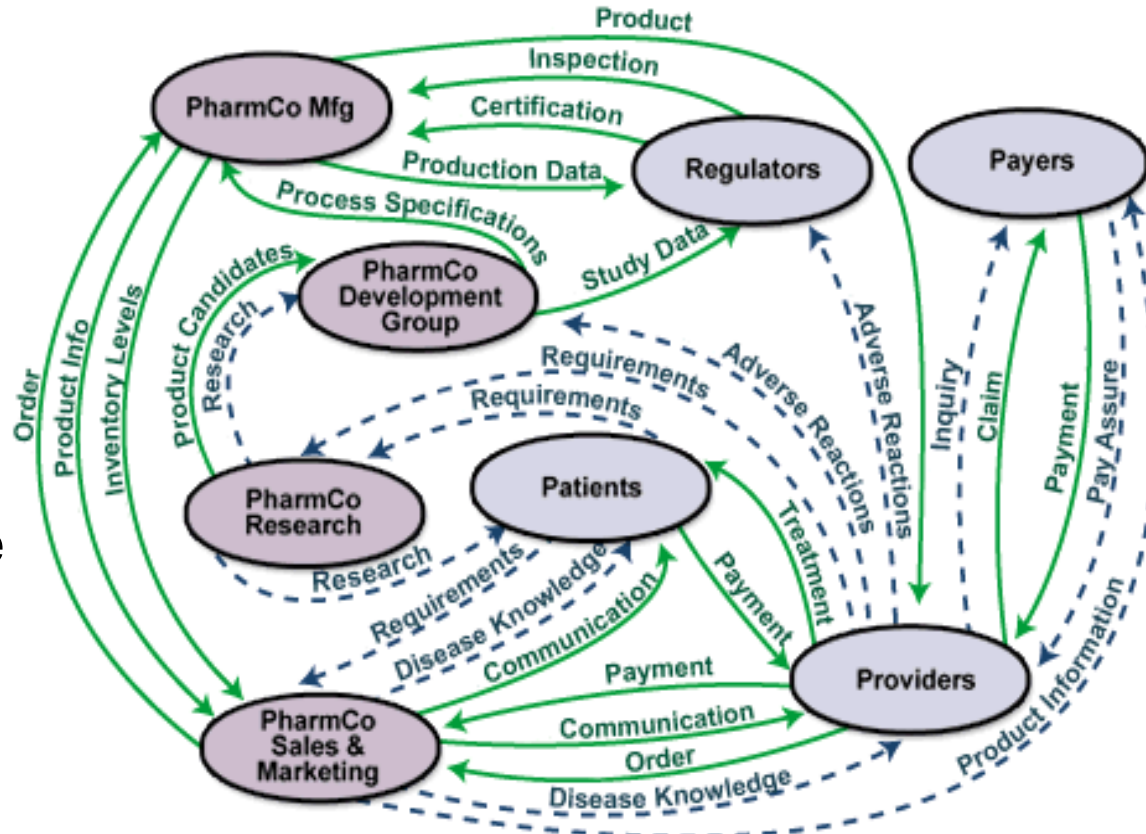 Product
Inspection
PharmCo Mfg
Certification
Regulators
Payers
Production Data
Process Specifications
Study Data
PharmCo
Development
Group
Product Candidates
Research
Order
Product Info
Inventory Levels
Requirements
Requirements
Adverse Reactions
Adverse Reactions
Inquiry
Claim
Payment
Pay Assure
PharmCo
Research
Patients
e
Research
Requirements
Disease Knowledge
Communication
Treatment
Payment
Providers
Payment
Communication
Order
PharmCo
Sales &
Marketing
Disease Knowledge
Product Information